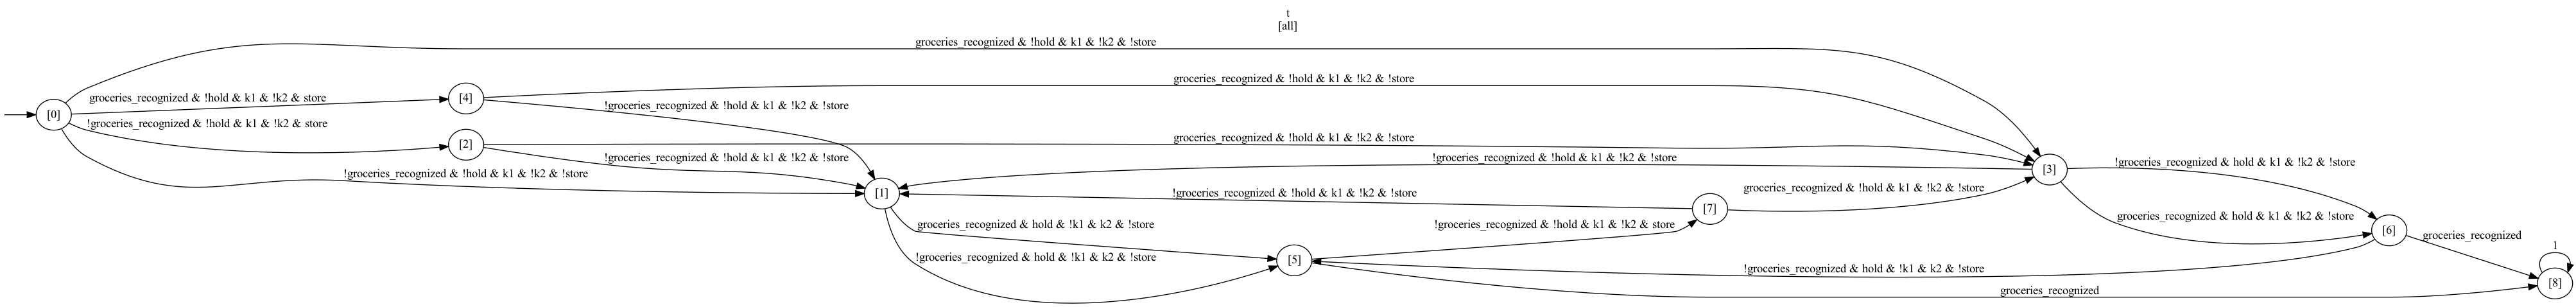 t
[all]
groceries_recognized & !hold & k1 & !k2 & !store
groceries_recognized & !hold & k1 & !k2 & !store
groceries_recognized & !hold & k1 & !k2 & store
[4]
!groceries_recognized & !hold & k1 & !k2 & !store
[0]
!groceries_recognized & !hold & k1 & !k2 & store
groceries_recognized & !hold & k1 & !k2 & !store
[2]
!groceries_recognized & !hold & k1 & !k2 & !store
!groceries_recognized & !hold & k1 & !k2 & !store
!groceries_recognized & hold & k1 & !k2 & !store
[3]
!groceries_recognized & !hold & k1 & !k2 & !store
[1]
!groceries_recognized & !hold & k1 & !k2 & !store
groceries_recognized & !hold & k1 & !k2 & !store
[7]
groceries_recognized & hold & k1 & !k2 & !store
groceries_recognized & hold & !k1 & k2 & !store
!groceries_recognized & !hold & k1 & !k2 & store
[6]
groceries_recognized
1
!groceries_recognized & hold & !k1 & k2 & !store
[5]
!groceries_recognized & hold & !k1 & k2 & !store
groceries_recognized
[8]